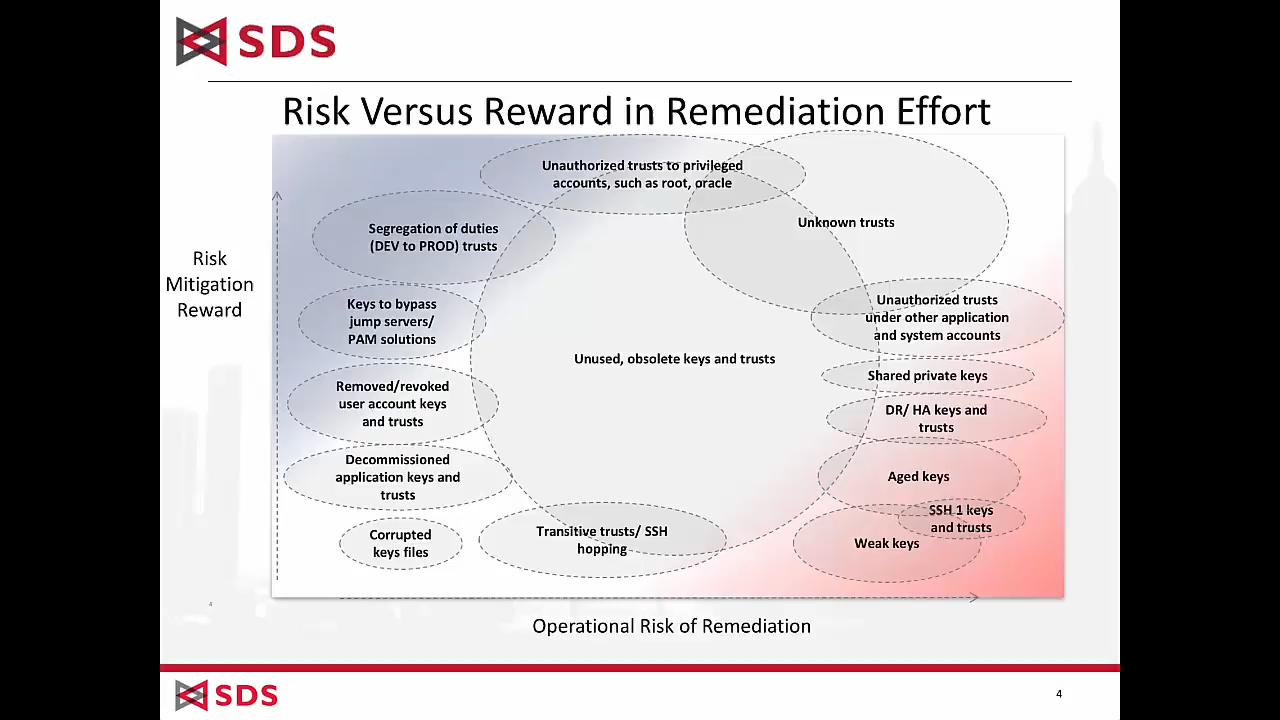 SDS
Risk Versus Reward in Remediation Effort
Unauthorized trusts to privileged
accounts, such as root, oracle
Segregation of duties
(DEV to PROD) trusts
Unknown trusts
Risk
Mitigation
Reward
Keys to bypass
jump servers/
PAM solutions
Unauthorized trusts
under other application
and system accounts
Unused, obsolete keys and trusts
Shared private keys
Removed/revoked
user account keys
and trusts
DR/ HA keys and
trusts
Decommissioned
application keys and
trusts
Aged keys
SSH 1 keys
and trusts
Corrupted
keys files
Transitive trusts/ SSH
hopping
Weak keys
4
Operational Risk of Remediation
SDS
4